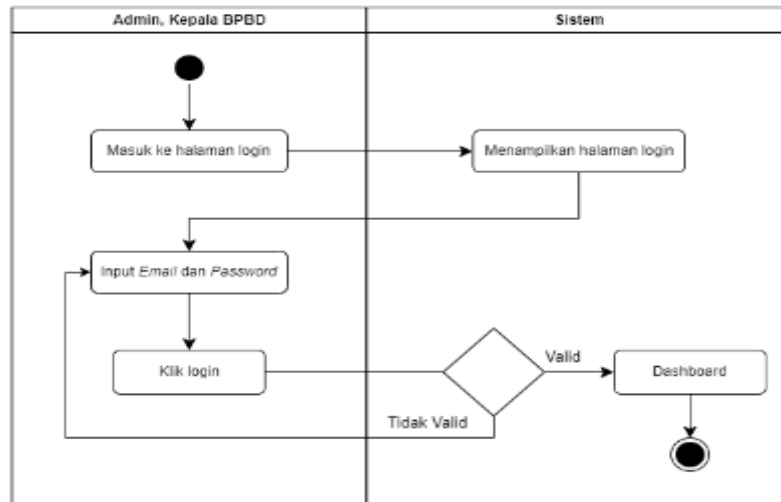 Admin, Kepala BPBD
Sistem
Masuk ke halaman login
Menampilkan halaman login
Input Email dan Password
Klik login
Valid
Dashboard
Tidak Valid